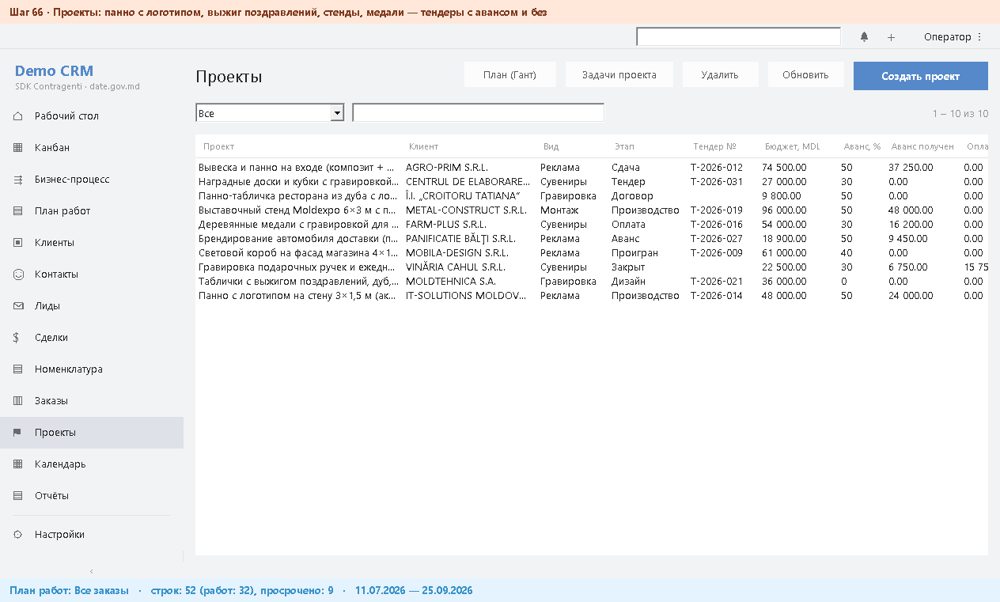 Шаг 66 · Проекты: панно с логотипом, выжиг поздравлений, стенды, медали — тендеры с авансом и без
Оператор
Demo CRM
SDK Contragenti · date.gov.md
Проекты
План (Гант)
Задачи проекта
Удалить
Обновить
Создать проект
Рабочий стол
Канбан
Бизнес-процесс
План работ
Клиенты
Контакты
Лиды
Сделки
Номенклатура
Заказы
Проекты
Календарь
Отчёты
Настройки
Все
1 – 10 из 10
Проект Клиент Вид Этап Тендер № Бюджет, MDL Аванс, % Аванс получен Опла
Вывеска и панно на входе (композит + ... AGRO-PRIM S.R.L. Реклама Сдача T-2026-012 74 500.00 50 37 250.00 0.00
Наградные доски и кубки с гравировкой... CENTRUL DE ELABORARE... Сувениры Тендер T-2026-031 27 000.00 30 0.00 0.00
Панно-табличка ресторана из дуба с ло... Î.I. „CROITORU TATIANA" Гравировка Договор 9 800.00 50 0.00 0.00
Выставочный стенд Moldexpo 6×3 м с п... METAL-CONSTRUCT S.R.L. Монтаж Производство T-2026-019 96 000.00 50 48 000.00 0.00
Деревянные медали с гравировкой для ... FARM-PLUS S.R.L. Сувениры Оплата T-2026-016 54 000.00 30 16 200.00 0.00
Брендирование автомобиля доставки (п... PANIFICATIE BĂLŢI S.R.L. Реклама Аванс T-2026-027 18 900.00 50 9 450.00 0.00
Световой короб на фасад магазина 4×1... MOBILA-DESIGN S.R.L. Реклама Проигран T-2026-009 61 000.00 40 0.00 0.00
Гравировка подарочных ручек и ежедн... VINĂRIA CAHUL S.R.L. Сувениры Закрыт 22 500.00 30 6 750.00 15 75
Таблички с выжигом поздравлений, дуб,... MOLDTEHNICA S.A. Гравировка Дизайн T-2026-021 36 000.00 0 0.00 0.00
Панно с логотипом на стену 3×1,5 м (ак... IT-SOLUTIONS MOLDOV... Реклама Производство T-2026-014 48 000.00 50 24 000.00 0.00
План работ: Все заказы · строк: 52 (работ: 32), просрочено: 9 · 11.07.2026 — 25.09.2026